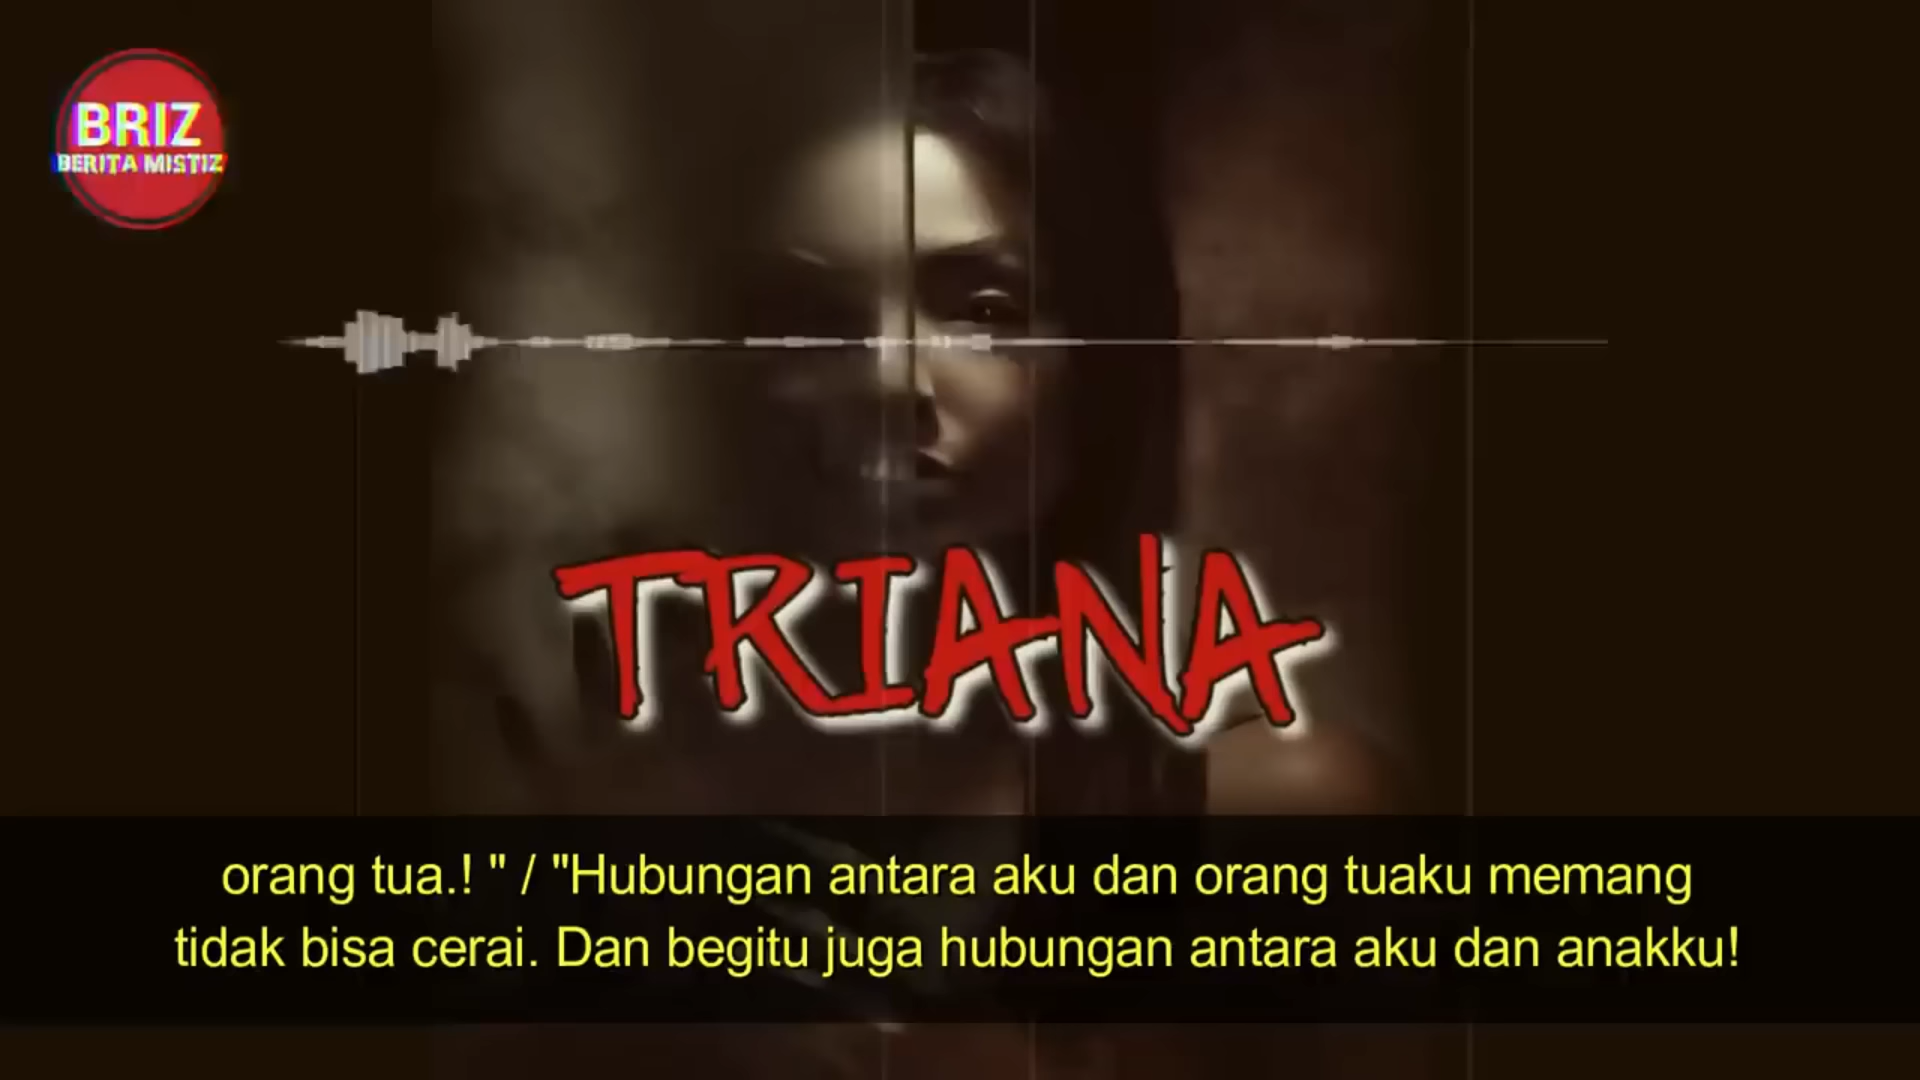 BRIZ
BERITA MISTIZ
TRIANA
orang tua.! " / "Hubungan antara aku dan orang tuaku memang
tidak bisa cerai. Dan begitu juga hubungan antara aku dan anakku!